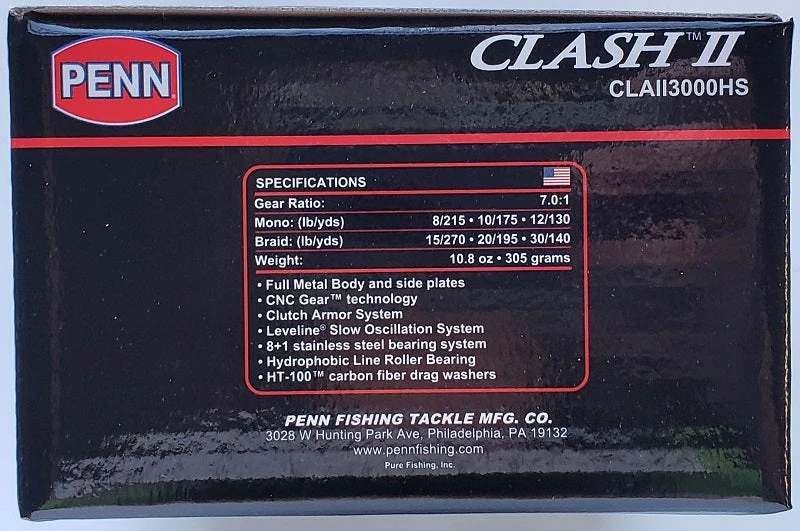 PENN®
CLASH™ II
CLAII3000HS
SPECIFICATIONS
Gear Ratio: 7.0:1
Mono: (lb/yds) 8/215 • 10/175 • 12/130
Braid: (lb/yds) 15/270 • 20/195 • 30/140
Weight: 10.8 oz • 305 grams
• Full Metal Body and side plates
• CNC Gear™ technology
• Clutch Armor System
• Leveline® Slow Oscillation System
• 8+1 stainless steel bearing system
• Hydrophobic Line Roller Bearing
• HT-100™ carbon fiber drag washers
PENN FISHING TACKLE MFG. CO.
3028 W Hunting Park Ave, Philadelphia, PA 19132
www.pennfishing.com
Pure Fishing, Inc.